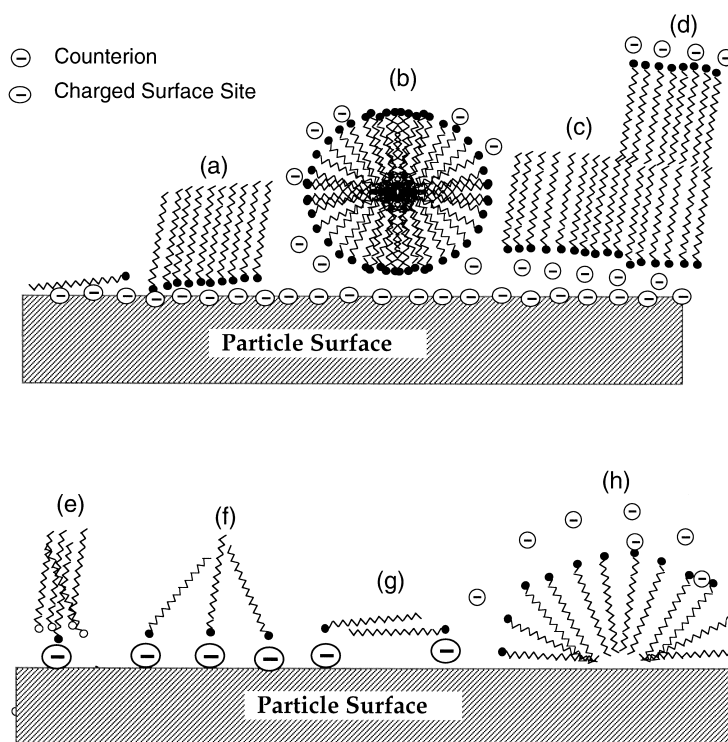 (d)
Counterion
(b)
Charged Surface Site
(c)
(a)
Particle Surface
(e)
(f)
(h)
(g)
Particle Surface